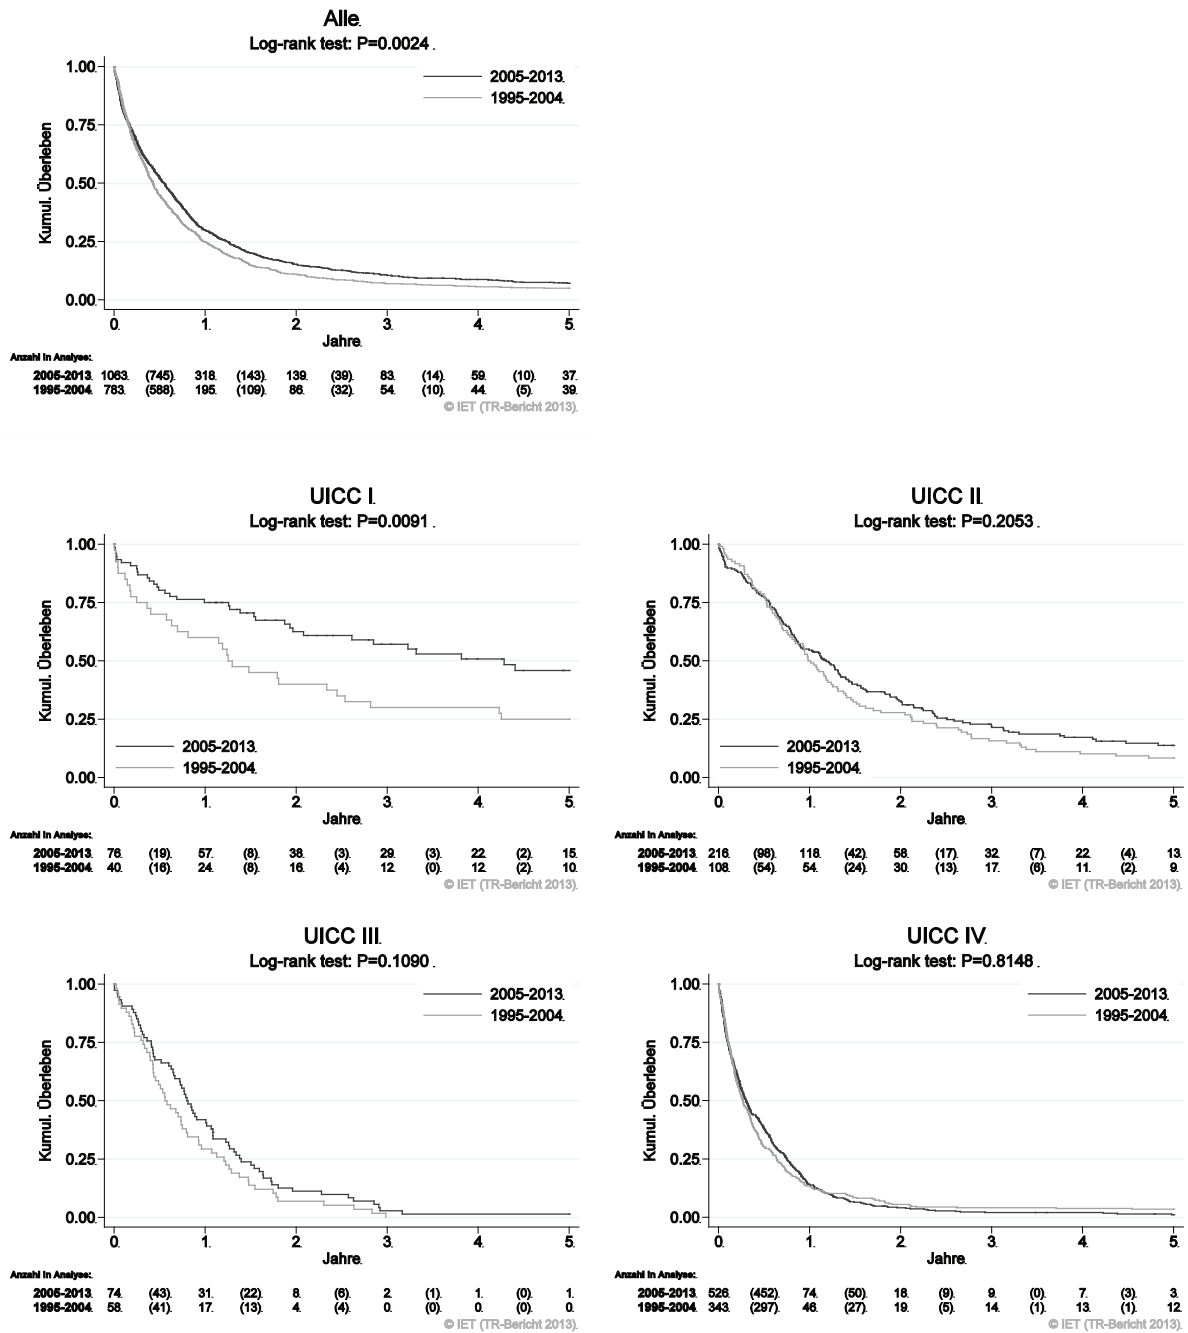 Alle
Log-rank test: P=0.0024
2005-2013
1995-2004
1.00
0.75
0.50
0.25
0.00
Kumul. Überleben
0 1 2 3 4 5
Jahre
Anzahl in Analyse:
2005-2013 1063 (745) 318 (143) 139 (39) 83 (14) 59 (10) 37
1995-2004 783 (588) 195 (109) 86 (32) 54 (10) 44 (5) 39
© IET (TR-Bericht 2013)
UICC I
Log-rank test: P=0.0091
1.00
0.75
0.50
0.25
0.00
Kumul. Überleben
2005-2013
1995-2004
0 1 2 3 4 5
Jahre
Anzahl in Analyse:
2005-2013 76 (19) 57 (8) 38 (3) 29 (3) 22 (2) 15
1995-2004 40 (16) 24 (8) 16 (4) 12 (0) 12 (2) 10
© IET (TR-Bericht 2013)
UICC II
Log-rank test: P=0.2053
1.00
0.75
0.50
0.25
0.00
Kumul. Überleben
2005-2013
1995-2004
0 1 2 3 4 5
Jahre
Anzahl in Analyse:
2005-2013 216 (98) 118 (42) 58 (17) 32 (7) 22 (4) 13
1995-2004 108 (54) 54 (24) 30 (13) 17 (6) 11 (2) 9
© IET (TR-Bericht 2013)
UICC III
Log-rank test: P=0.1090
2005-2013
1995-2004
1.00
0.75
0.50
0.25
0.00
Kumul. Überleben
0 1 2 3 4 5
Jahre
Anzahl in Analyse:
2005-2013 74 (43) 31 (22) 8 (6) 2 (1) 1 (0) 1
1995-2004 58 (41) 17 (13) 4 (4) 0 (0) 0 (0) 0
© IET (TR-Bericht 2013)
UICC IV
Log-rank test: P=0.8148
2005-2013
1995-2004
1.00
0.75
0.50
0.25
0.00
Kumul. Überleben
0 1 2 3 4 5
Jahre
Anzahl in Analyse:
2005-2013 526 (452) 74 (50) 18 (9) 9 (0) 7 (3) 3
1995-2004 343 (297) 46 (27) 19 (5) 14 (1) 13 (1) 12
© IET (TR-Bericht 2013)